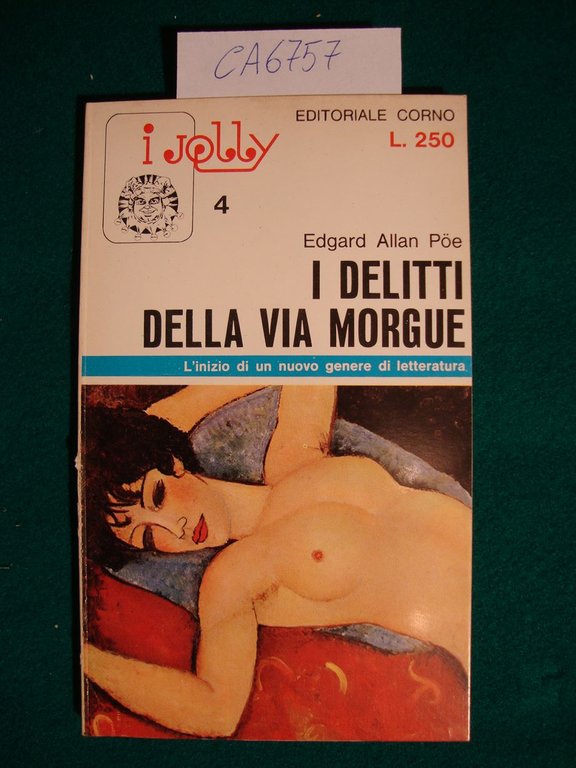 CA6757
EDITORIALE CORNO
i Jolly
L. 250
4
Edgard Allan Pöe
I DELITTI
DELLA VIA MORGUE
L'inizio di un nuovo genere di letteratura